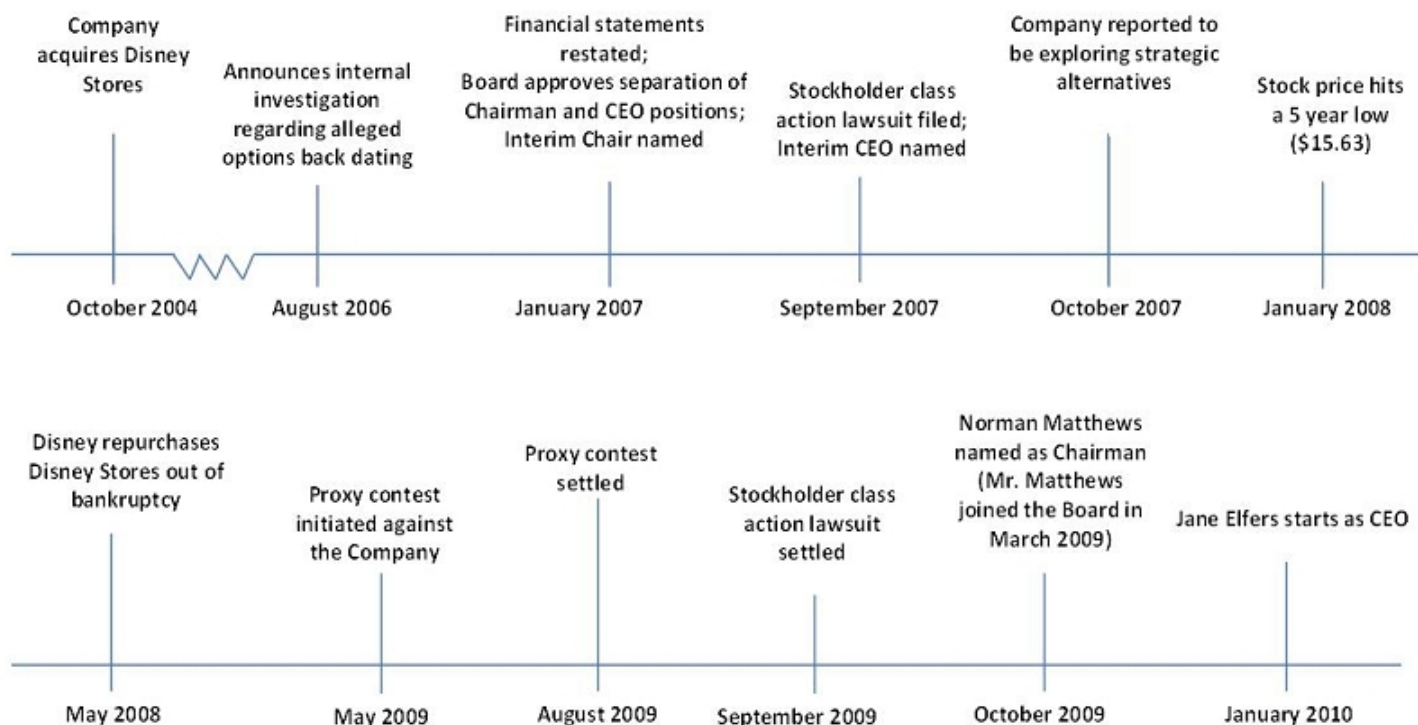 Company
acquires Disney
Stores
Announces internal
investigation
regarding alleged
options back dating
Financial statements
restated;
Board approves separation of
Chairman and CEO positions;
Interim Chair named
Stockholder class
action lawsuit filed;
Interim CEO named
Company reported to
be exploring strategic
alternatives
Stock price hits
a 5 year low
($15.63)
October 2004
August 2006
January 2007
September 2007
October 2007
January 2008
Disney repurchases
Disney Stores out of
bankruptcy
Proxy contest
initiated against
the Company
Proxy contest
settled
Stockholder class
action lawsuit
settled
Norman Matthews
named as Chairman
(Mr. Matthews
joined the Board in
March 2009)
Jane Elfers starts as CEO
May 2008
May 2009
August 2009
September 2009
October 2009
January 2010